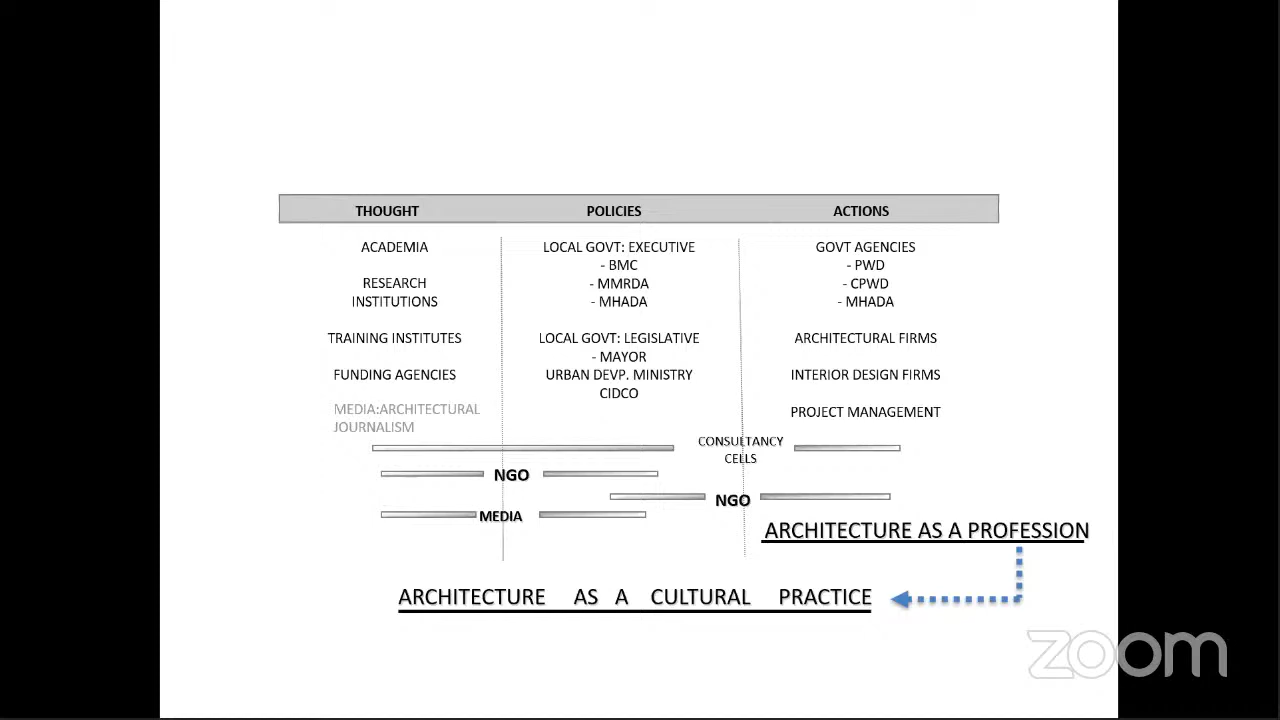 THOUGHT POLICIES ACTIONS
ACADEMIA
RESEARCH
INSTITUTIONS
TRAINING INSTITUTES
FUNDING AGENCIES
MEDIA:ARCHITECTURAL
JOURNALISM
LOCAL GOVT: EXECUTIVE
- BMC
- MMRDA
- MHADA
LOCAL GOVT: LEGISLATIVE
- MAYOR
URBAN DEVP. MINISTRY
CIDCO
GOVT AGENCIES
- PWD
- CPWD
- MHADA
ARCHITECTURAL FIRMS
INTERIOR DESIGN FIRMS
PROJECT MANAGEMENT
CONSULTANCY
CELLS
NGO
NGO
MEDIA
ARCHITECTURE AS A PROFESSION
ARCHITECTURE AS A CULTURAL PRACTICE
zoom